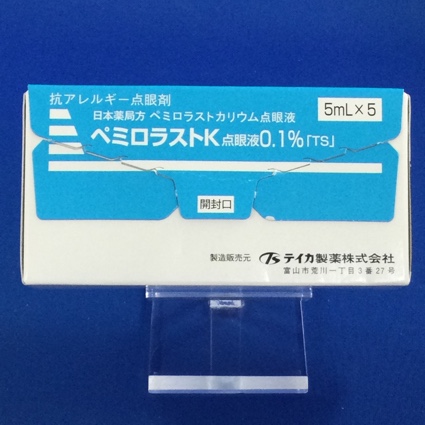 抗アレルギー点眼剤
5mL×5
日本薬局方 ペミロラストカリウム点眼液
ペミロラストK点眼液0.1%「TS」
開封口
製造販売元 TS テイカ製薬株式会社
富山市荒川一丁目3番27号